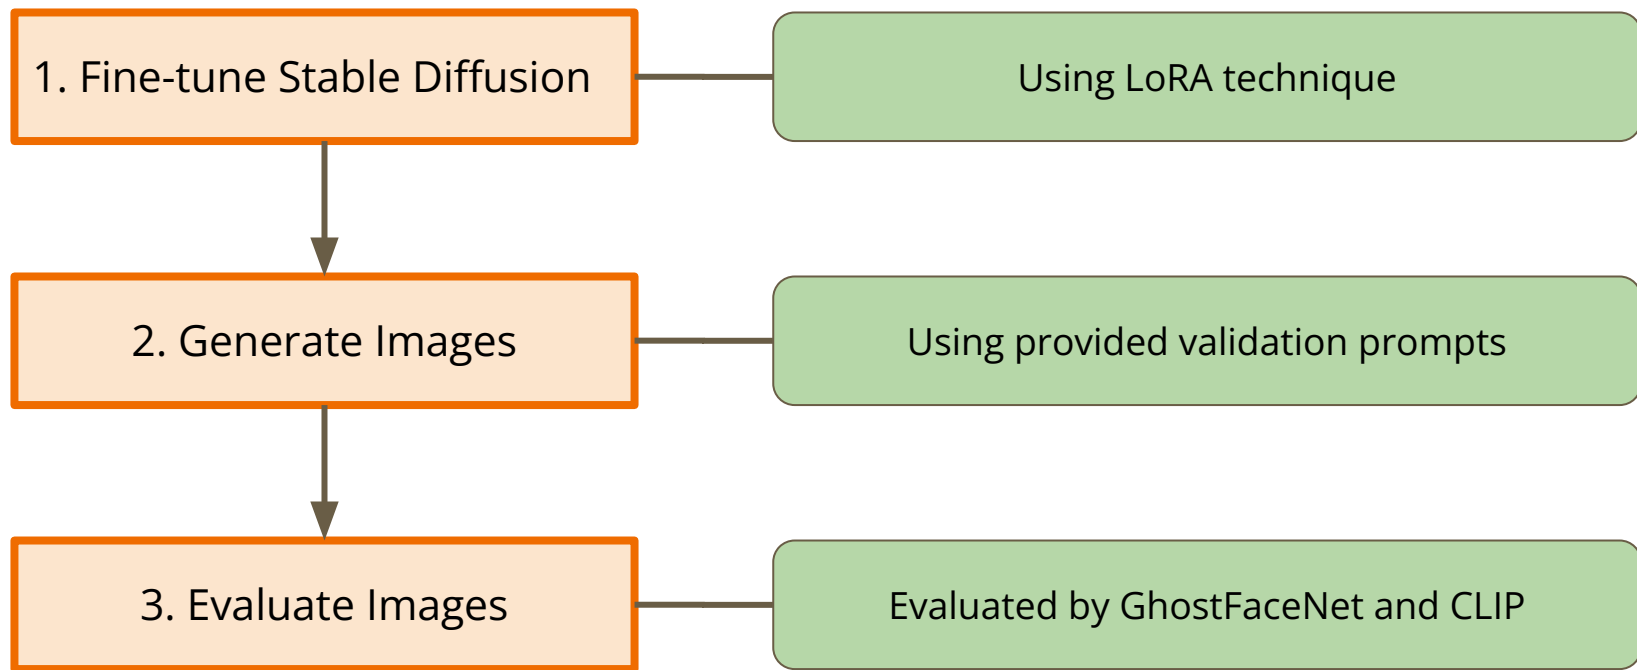 1. Fine-tune Stable Diffusion
Using LoRA technique
2. Generate Images
Using provided validation prompts
3. Evaluate Images
Evaluated by GhostFaceNet and CLIP